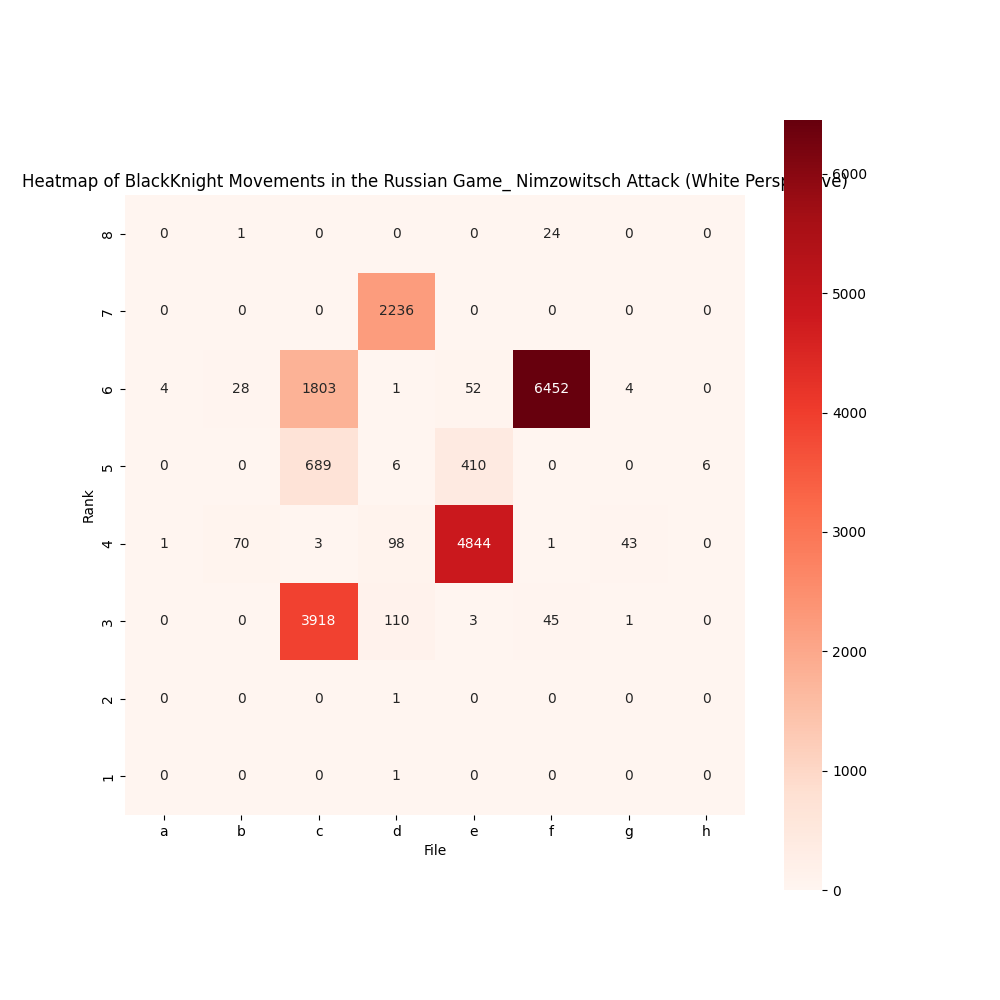 Heatmap of BlackKnight Movements in the Russian Game_ Nimzowitsch Attack (White Perspective)
8 0 1 0 0 0 24 0 0
7 0 0 0 2236 0 0 0 0
6 4 28 1803 1 52 6452 4 0
5 0 0 689 6 410 0 0 6
4 1 70 3 98 4844 1 43 0
3 0 0 3918 110 3 45 1 0
2 0 0 0 1 0 0 0 0
1 0 0 0 1 0 0 0 0
a b c d e f g h
File
Rank
6000
5000
4000
3000
2000
1000
0